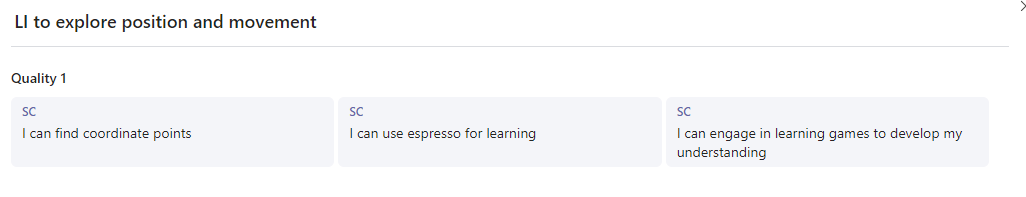 LI to explore position and movement
Quality 1
SC
I can find coordinate points
SC
I can use espresso for learning
SC
I can engage in learning games to develop my
understanding